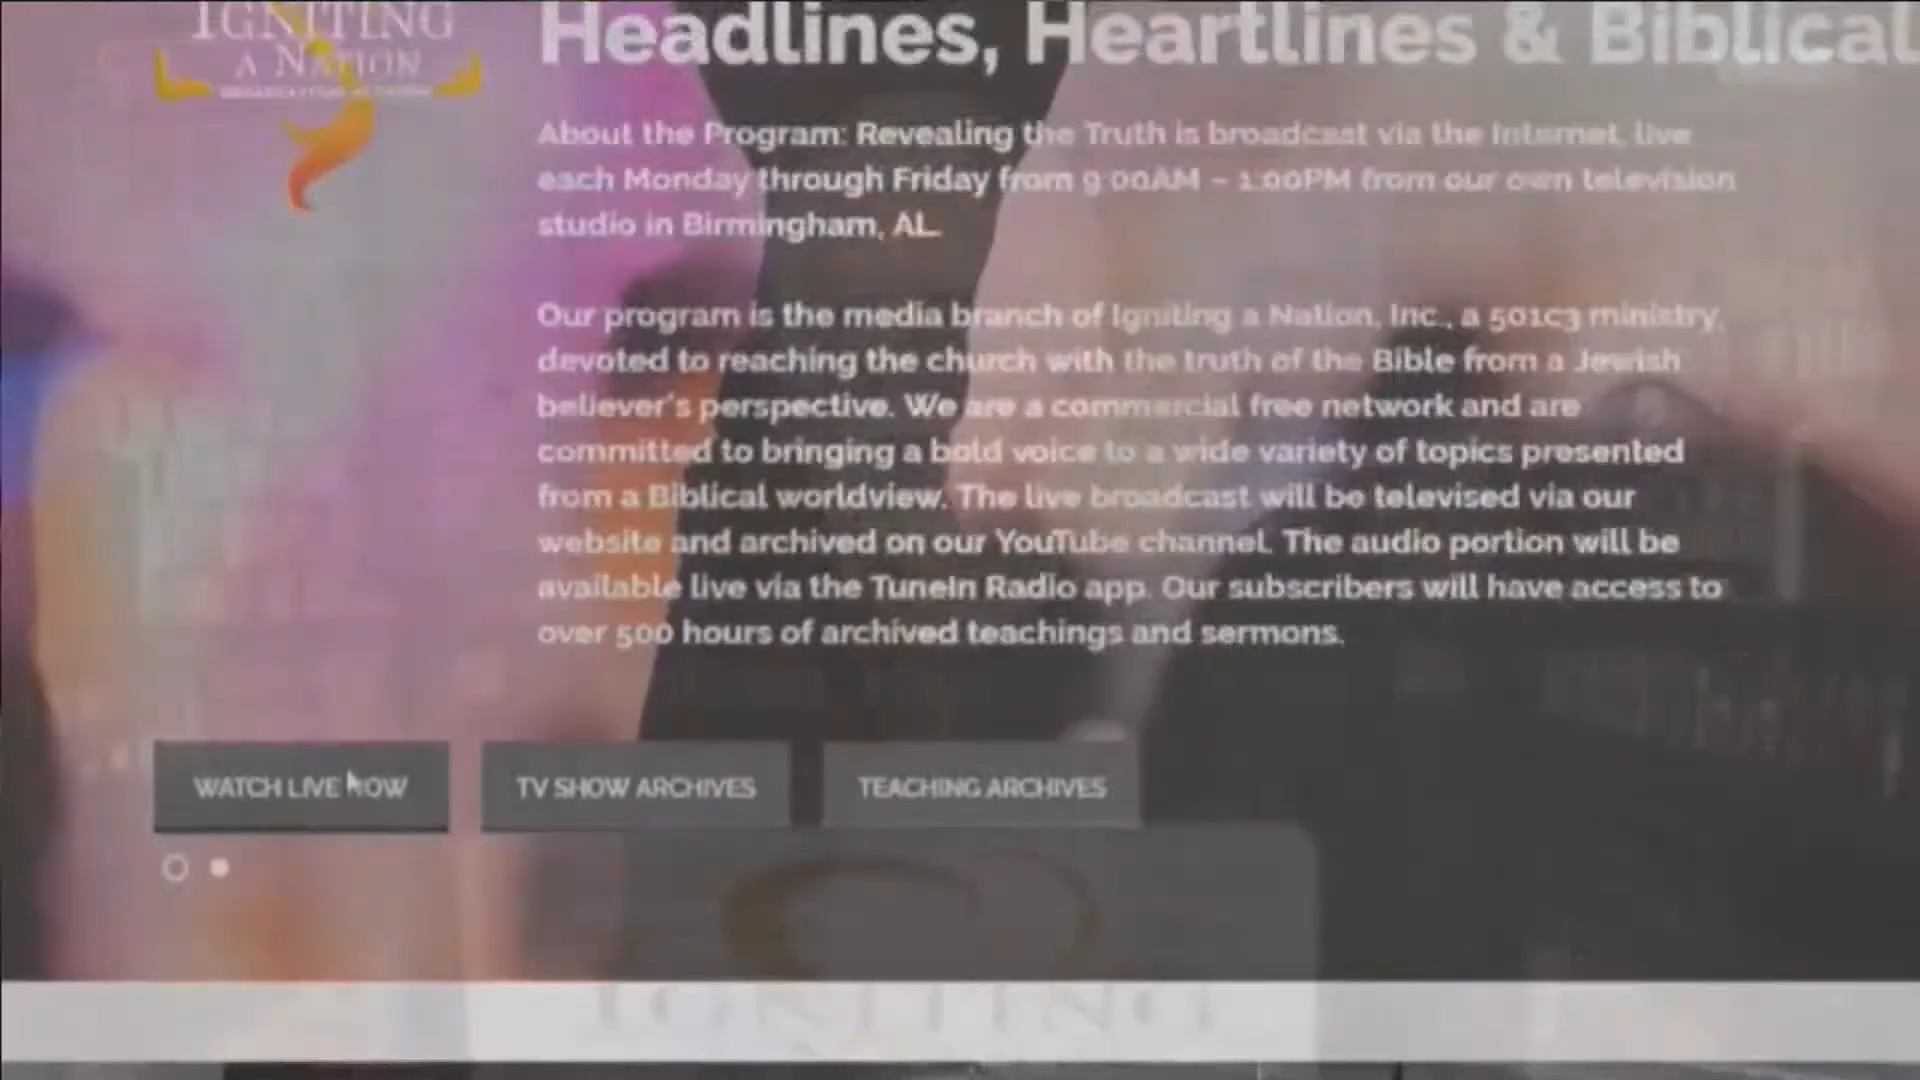 IGNITING
A NATION
Headlines, Heartlines & Biblical
About the Program: Revealing the Truth is broadcast via the Internet, live
each Monday through Friday from 9:00AM – 1:00PM from our own television
studio in Birmingham, AL.
Our program is the media branch of Igniting a Nation, Inc., a 501c3 ministry,
devoted to reaching the church with the truth of the Bible from a Jewish
believer's perspective. We are a commercial free network and are
committed to bringing a bold voice to a wide variety of topics presented
from a Biblical worldview. The live broadcast will be televised via our
website and archived on our YouTube channel. The audio portion will be
available live via the TuneIn Radio app. Our subscribers will have access to
over 500 hours of archived teachings and sermons.
WATCH LIVE NOW
TV SHOW ARCHIVES
TEACHING ARCHIVES
IGNITING